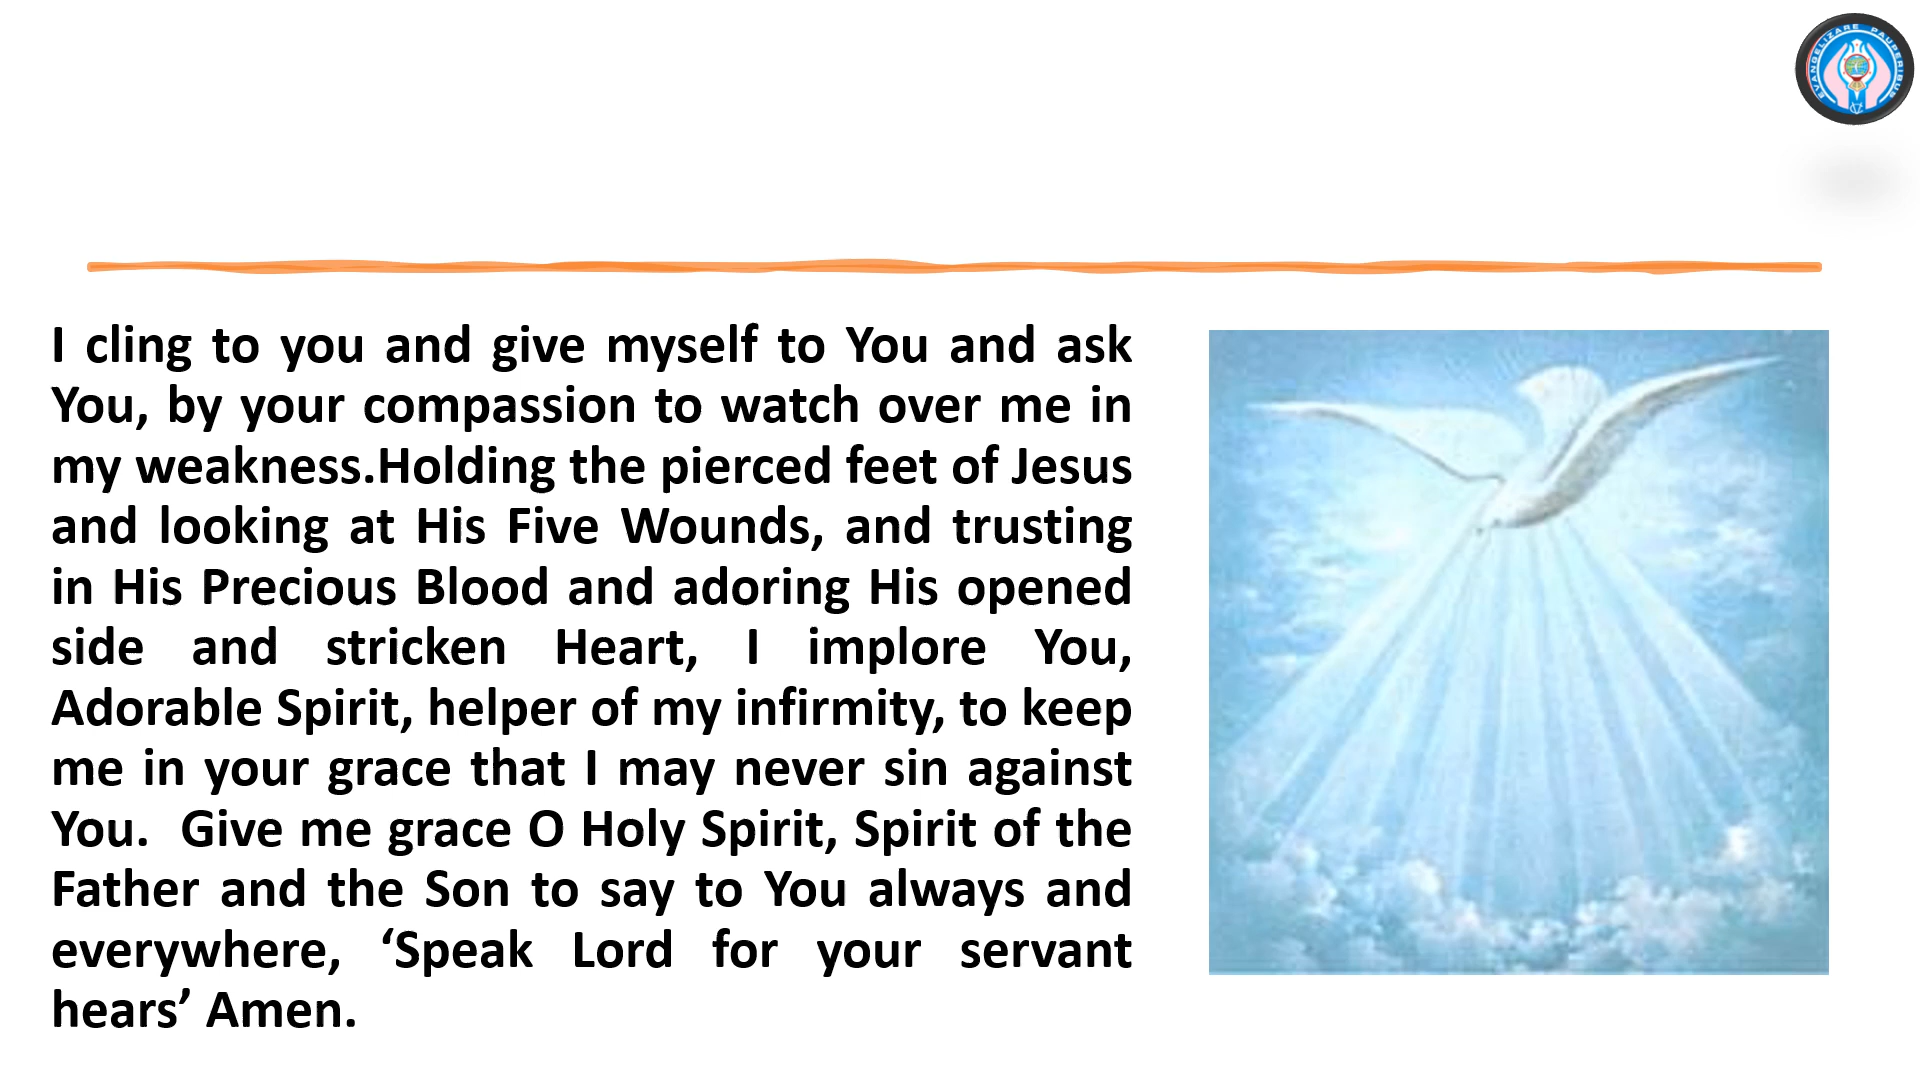 EVANGELIZARE PAUPERIBUS
I cling to you and give myself to You and ask
You, by your compassion to watch over me in
my weakness.Holding the pierced feet of Jesus
and looking at His Five Wounds, and trusting
in His Precious Blood and adoring His opened
side and stricken Heart, I implore You,
Adorable Spirit, helper of my infirmity, to keep
me in your grace that I may never sin against
You.  Give me grace O Holy Spirit, Spirit of the
Father and the Son to say to You always and
everywhere, ‘Speak Lord for your servant
hears’ Amen.